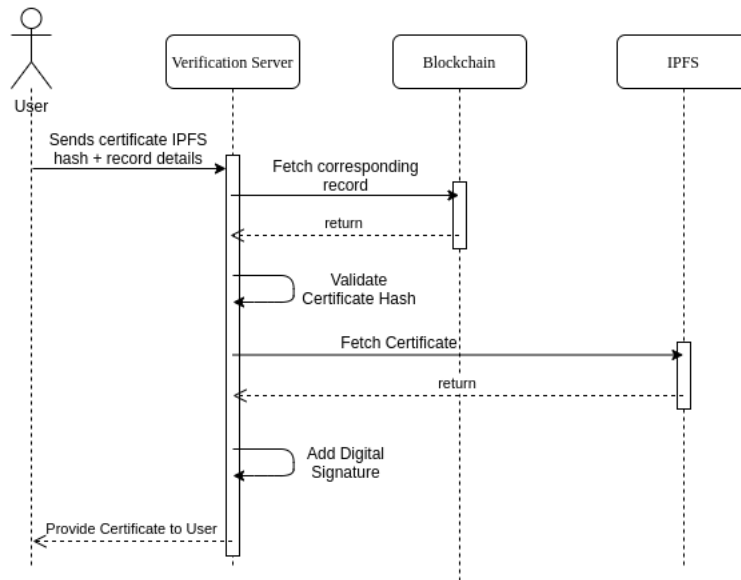 Verification Server
Blockchain
IPFS
User
Sends certificate IPFS
hash + record details
Fetch corresponding
record
return
Validate
Certificate Hash
Fetch Certificate
return
Add Digital
Signature
Provide Certificate to User